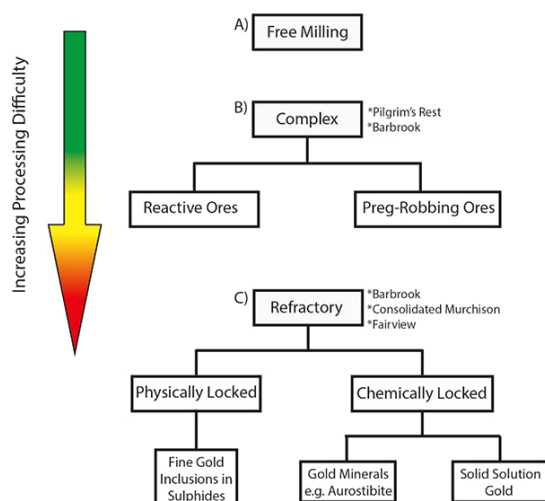 Increasing Processing Difficulty
A)
Free Milling
B)
Complex
*Pilgrim's Rest
*Barbrook
Reactive Ores
Preg-Robbing Ores
C)
Refractory
*Barbrook
*Consolidated Murchison
*Fairview
Physically Locked
Chemically Locked
Fine Gold
Inclusions in
Sulphides
Gold Minerals
e.g. Aurostibite
Solid Solution
Gold